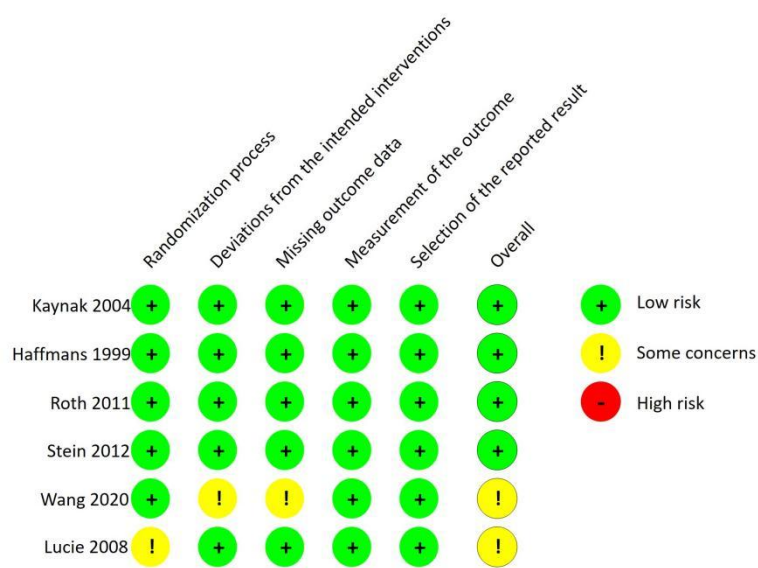 Randomization process
Deviations from the intended interventions
Missing outcome data
Measurement of the outcome
Selection of the reported result
Overall
Kaynak 2004 + + + + + +
Haffmans 1999 + + + + + +
Roth 2011 + + + + + +
Stein 2012 + + + + + +
Wang 2020 + ! ! + + !
Lucie 2008 ! + + + + !
+ Low risk
! Some concerns
- High risk